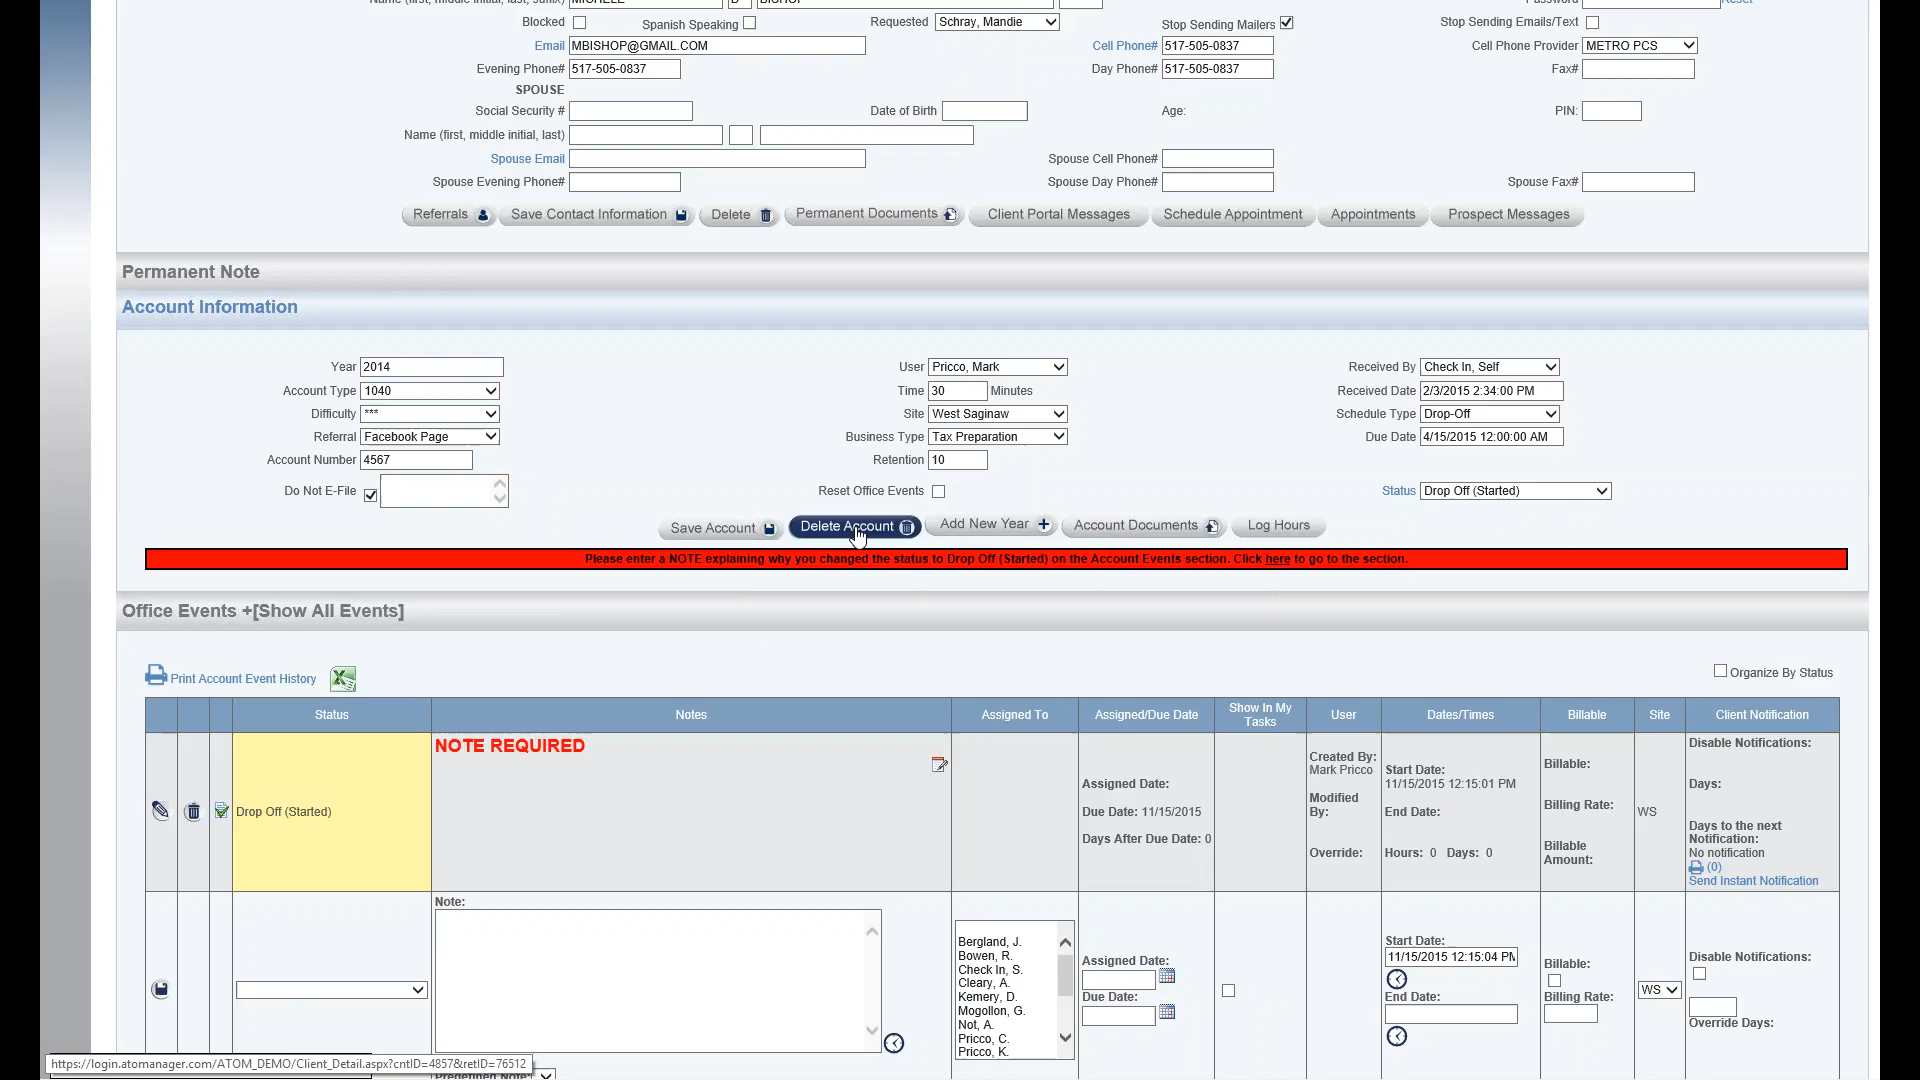 Name (first, middle initial, last, suffix) MICHELE D BISHOP Password Reset
Blocked Spanish Speaking Requested Schray, Mandie Stop Sending Mailers Stop Sending Emails/Text
Email MBISHOP@GMAIL.COM Cell Phone# 517-505-0837 Cell Phone Provider METRO PCS
Evening Phone# 517-505-0837 Day Phone# 517-505-0837 Fax#
SPOUSE
Social Security # Date of Birth Age: PIN:
Name (first, middle initial, last)
Spouse Email Spouse Cell Phone#
Spouse Evening Phone# Spouse Day Phone# Spouse Fax#
Referrals Save Contact Information Delete Permanent Documents Client Portal Messages Schedule Appointment Appointments Prospect Messages
Permanent Note
Account Information
Year 2014 User Pricco, Mark Received By Check In, Self
Account Type 1040 Time 30 Minutes Received Date 2/3/2015 2:34:00 PM
Difficulty *** Site West Saginaw Schedule Type Drop-Off
Referral Facebook Page Business Type Tax Preparation Due Date 4/15/2015 12:00:00 AM
Account Number 4567 Retention 10
Do Not E-File Reset Office Events Status Drop Off (Started)
Save Account Delete Account Add New Year Account Documents Log Hours
Please enter a NOTE explaining why you changed the status to Drop Off (Started) on the Account Events section. Click here to go to the section.
Office Events +[Show All Events]
Print Account Event History Organize By Status
Status Notes Assigned To Assigned/Due Date Show In My Tasks User Dates/Times Billable Site Client Notification
Drop Off (Started)
NOTE REQUIRED
Assigned Date:
Due Date: 11/15/2015
Days After Due Date: 0
Created By:
Mark Pricco
Modified
By:
Override:
Start Date:
11/15/2015 12:15:01 PM
End Date:
Hours: 0 Days: 0
Billable:
Billing Rate:
Billable
Amount:
WS
Disable Notifications:
Days:
Days to the next
Notification:
No notification
(0)
Send Instant Notification
Note:
Bergland, J.
Bowen, R.
Check In, S.
Cleary, A.
Kemery, D.
Mogollon, G.
Not, A.
Pricco, C.
Pricco, K.
Assigned Date:
Due Date:
Start Date:
11/15/2015 12:15:04 PM
End Date:
Billable:
Billing Rate:
WS
Disable Notifications:
Override Days:
https://login.atomanager.com/ATOM_DEMO/Client_Detail.aspx?cntID=4857&retID=76512
Predefined Note: